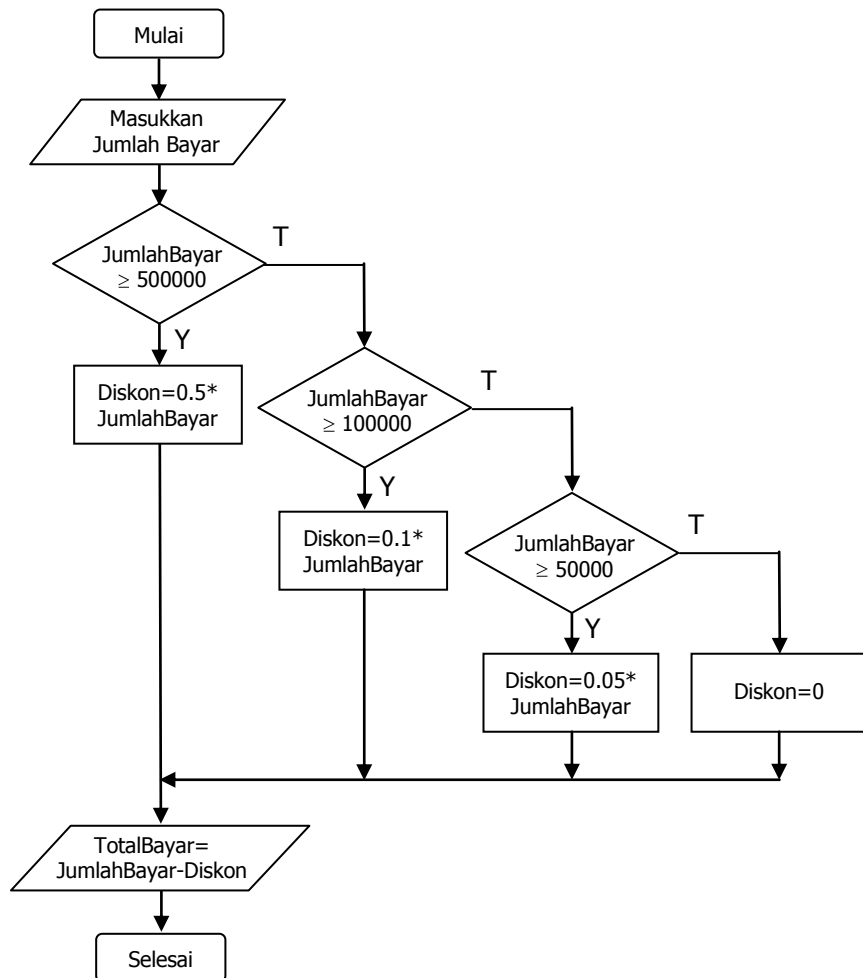 Mulai
Masukkan
Jumlah Bayar
JumlahBayar
≥ 500000
T
Y
Diskon=0.5*
JumlahBayar
JumlahBayar
≥ 100000
T
Y
Diskon=0.1*
JumlahBayar
JumlahBayar
≥ 50000
T
Y
Diskon=0.05*
JumlahBayar
Diskon=0
TotalBayar=
JumlahBayar-Diskon
Selesai